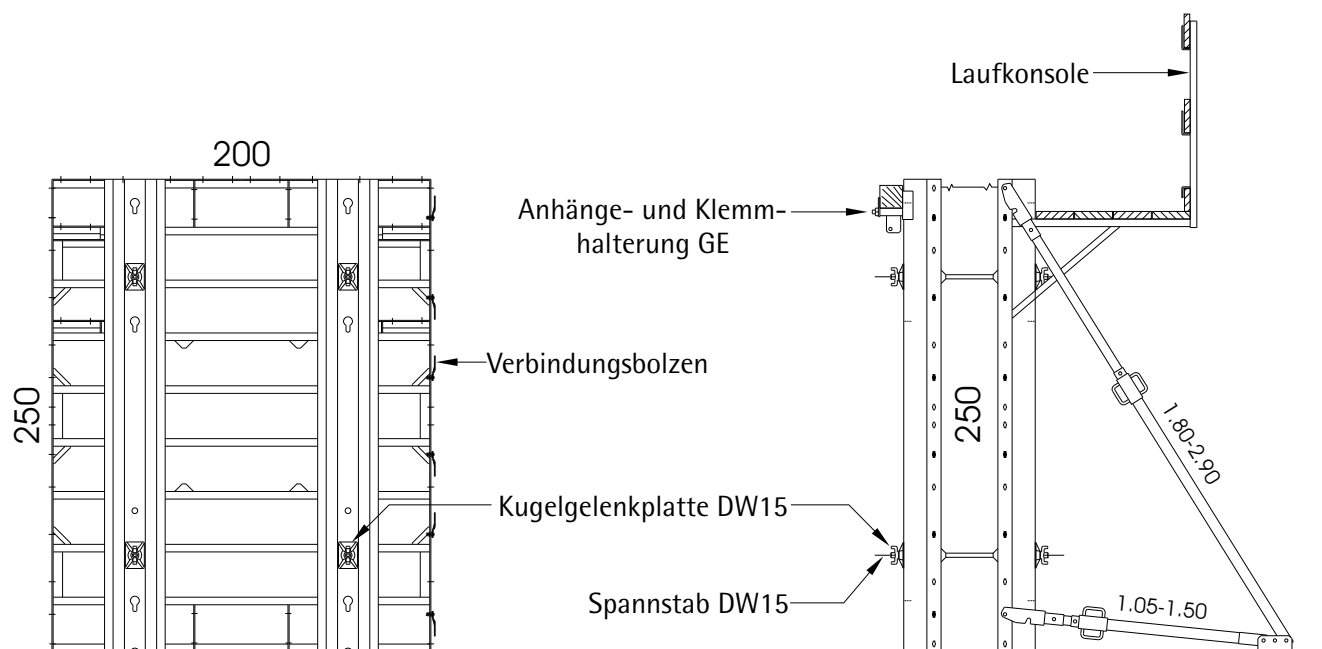 Laufkonsole
200
Anhänge- und Klemm-
halterung GE
Verbindungsbolzen
250
250
1.80-2.90
Kugelgelenkplatte DW15
Spannstab DW15
1.05-1.50